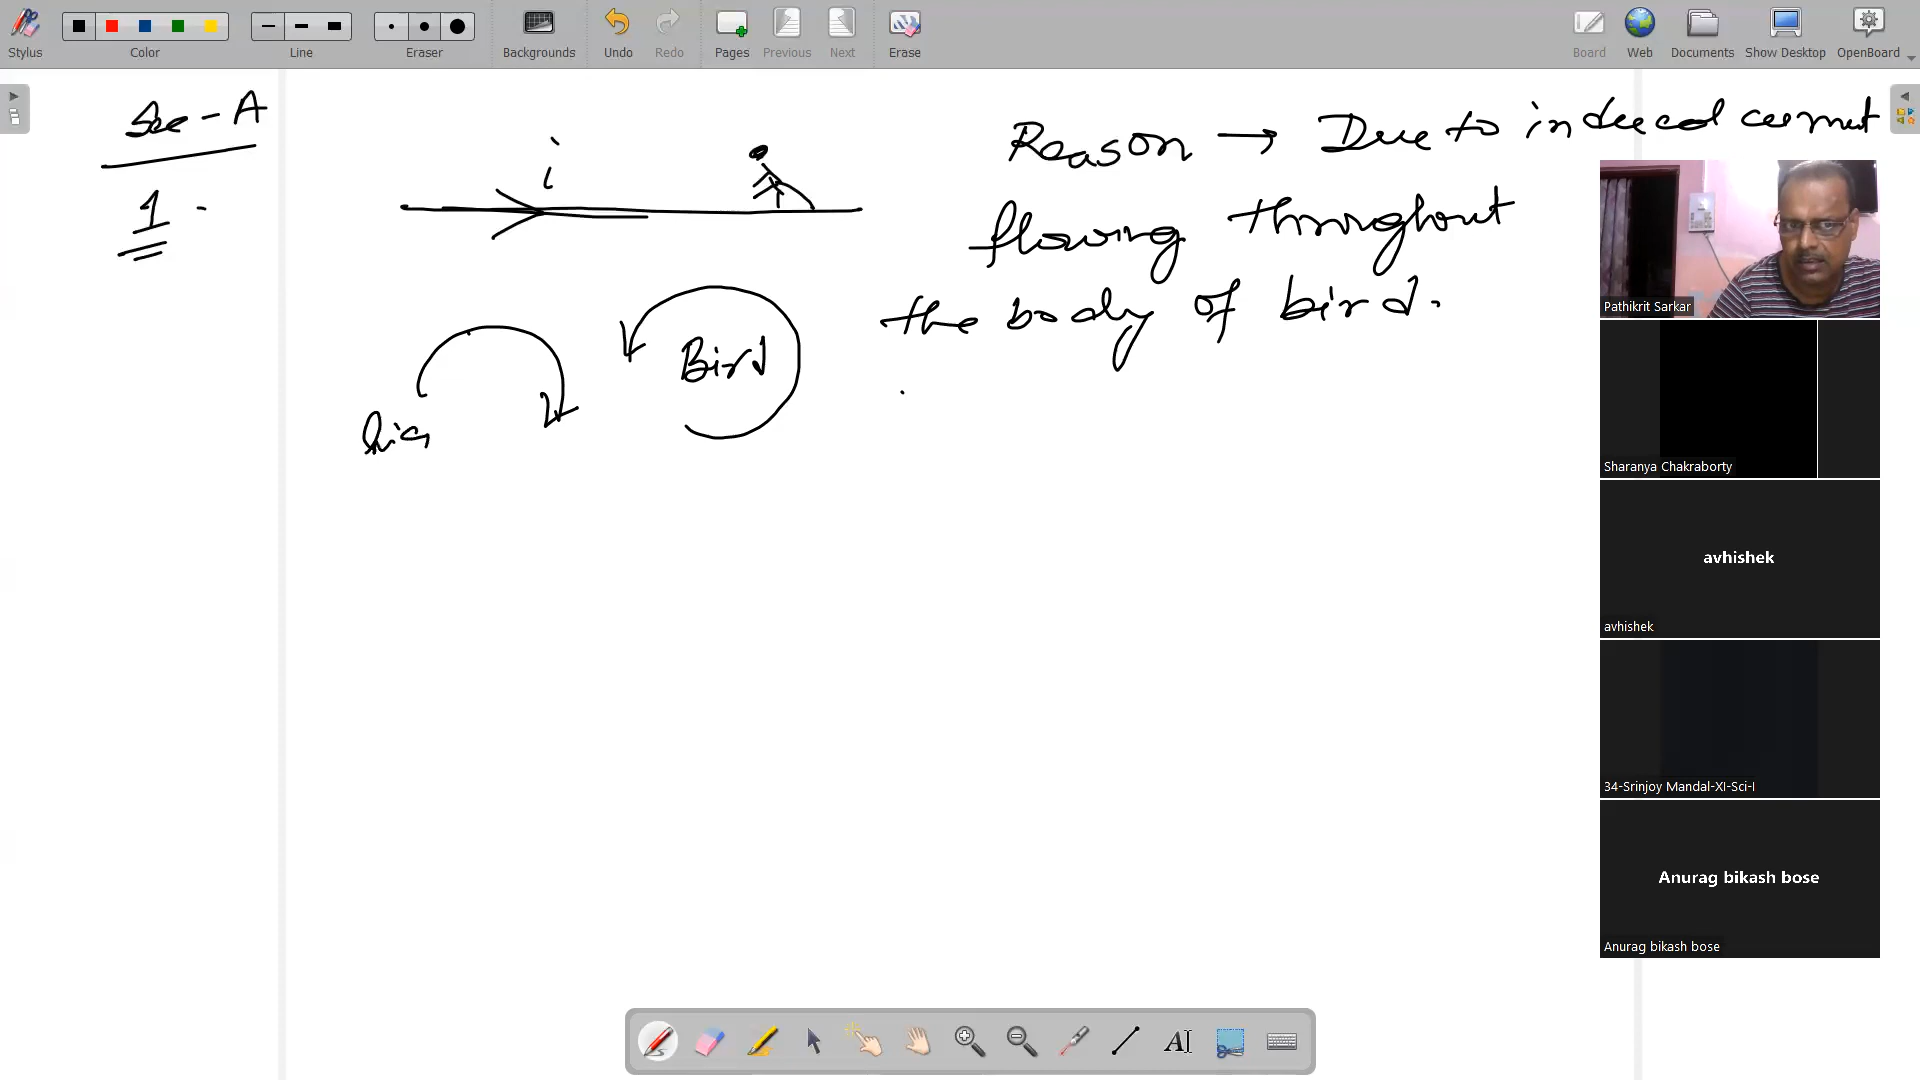 Stylus
Color
Line
Eraser
Backgrounds
Undo
Redo
Pages
Previous
Next
Erase
Board
Web
Documents
Show Desktop
OpenBoard
Sec - A
1.
i
Reason → Due to induced current
flowing throughout
the body of bird.
Bird
Pathikrit Sarkar
Sharanya Chakraborty
avhishek
avhishek
34-Srinjoy Mandal-XI-Sci-I
Anurag bikash bose
Anurag bikash bose